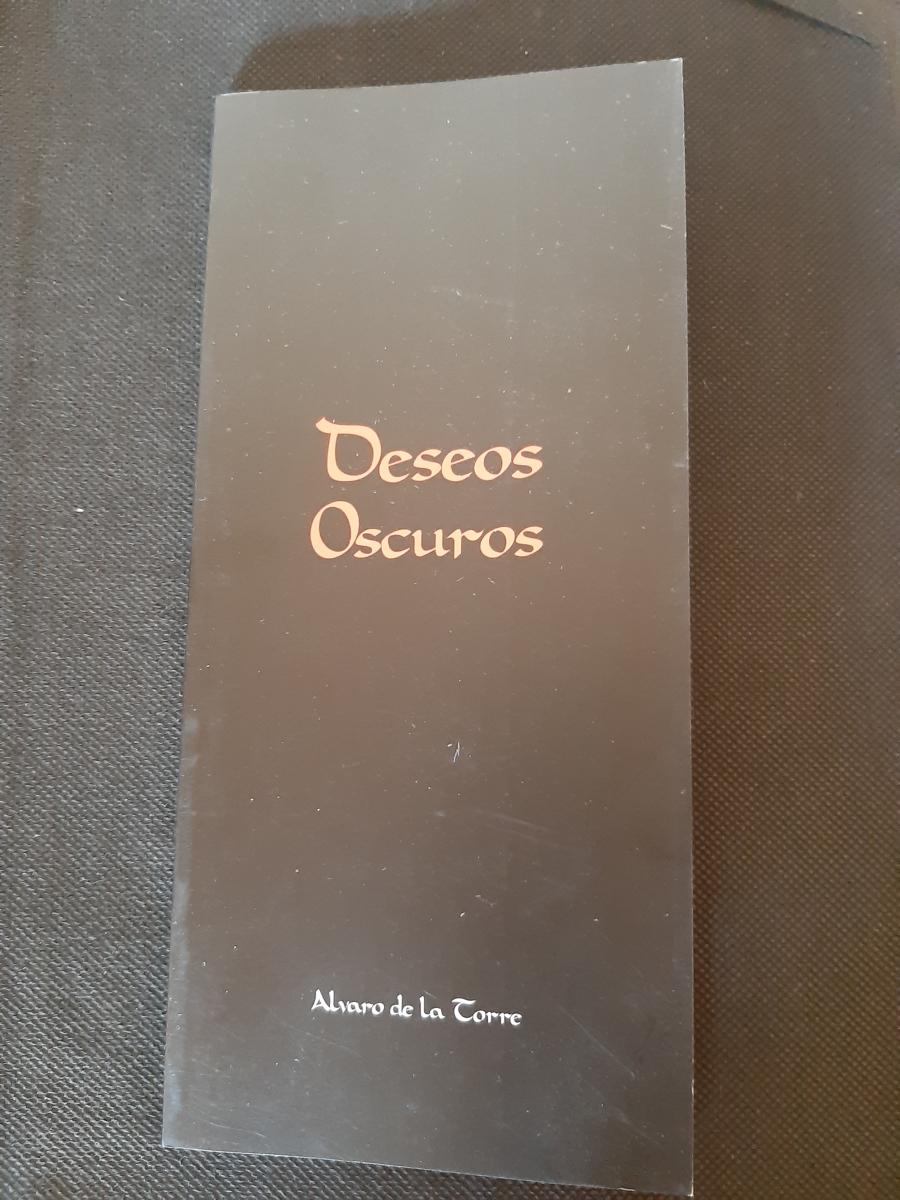 Deseos
Oscuros
Alvaro de la Torre